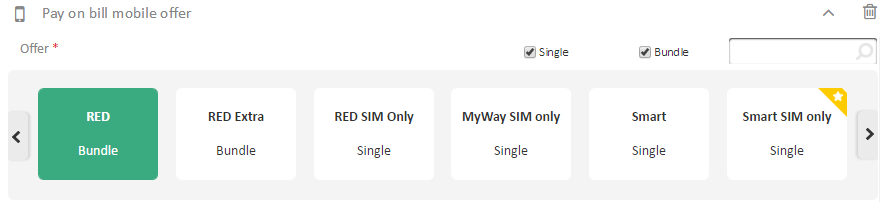 Pay on bill mobile offer
Offer *
Single
Bundle
RED
Bundle
RED Extra
Bundle
RED SIM Only
Single
MyWay SIM only
Single
Smart
Single
Smart SIM only
Single